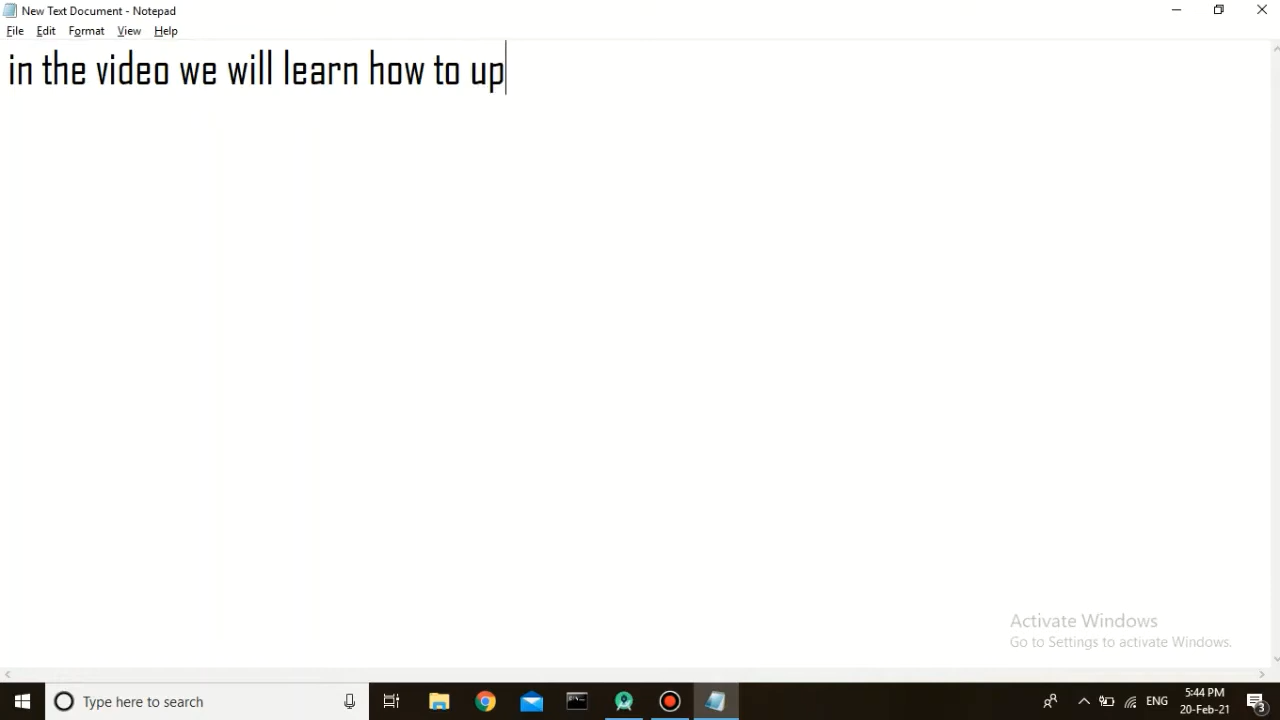 New Text Document - Notepad
File Edit Format View Help
in the video we will learn how to up
Activate Windows
Go to Settings to activate Windows.
Type here to search
ENG
5:44 PM
20-Feb-21
3